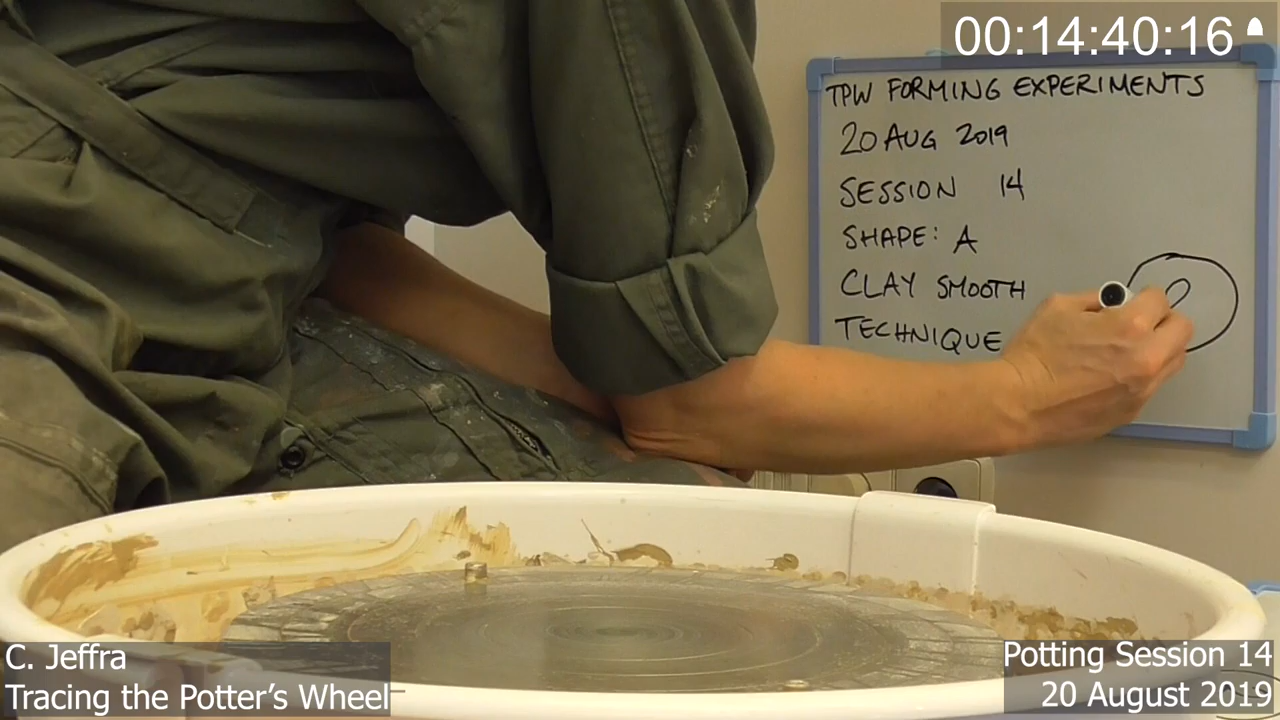 00:14:40:16
TPW FORMING EXPERIMENTS
20 AUG 2019
SESSION 14
SHAPE: A
CLAY SMOOTH
TECHNIQUE
C. Jeffra
Tracing the Potter's Wheel
Potting Session 14
20 August 2019